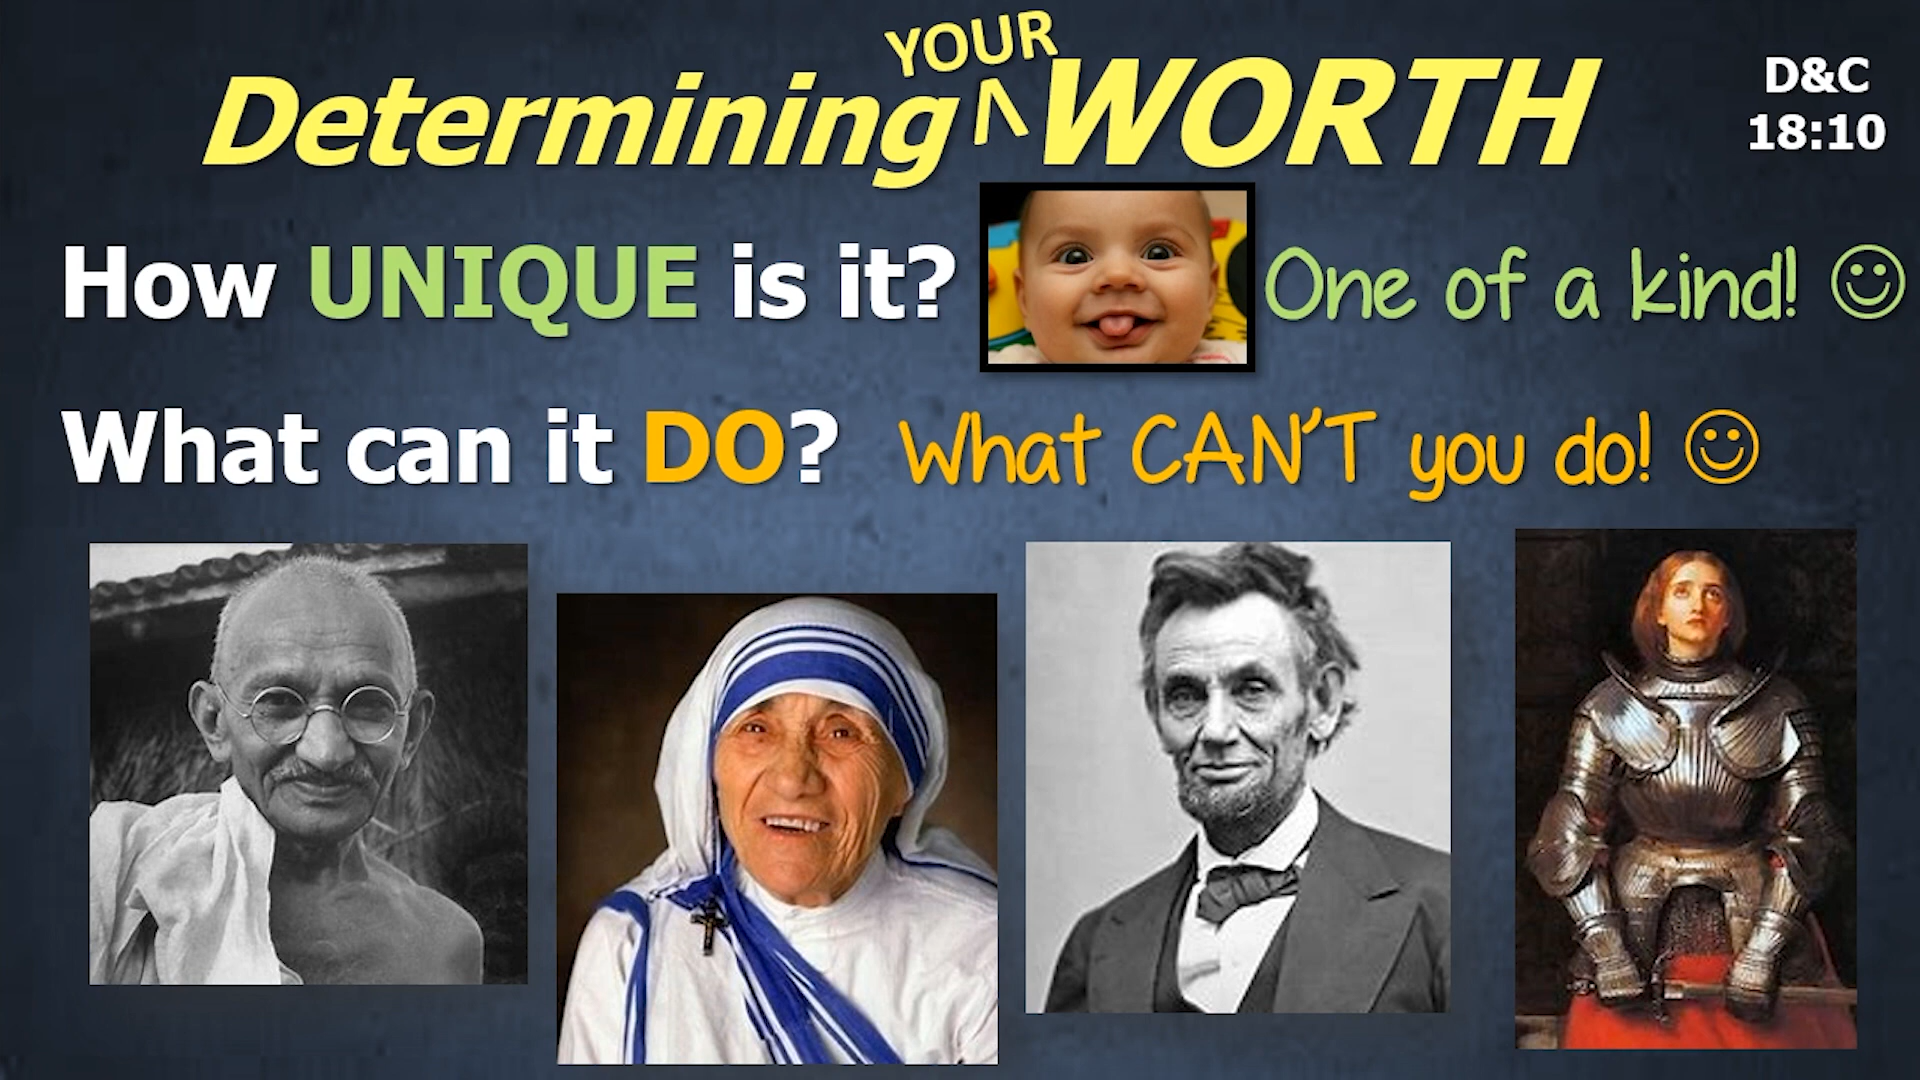 Determining YOUR WORTH
D&C
18:10
How UNIQUE is it? One of a kind! ☺
What can it DO? What CAN'T you do! ☺